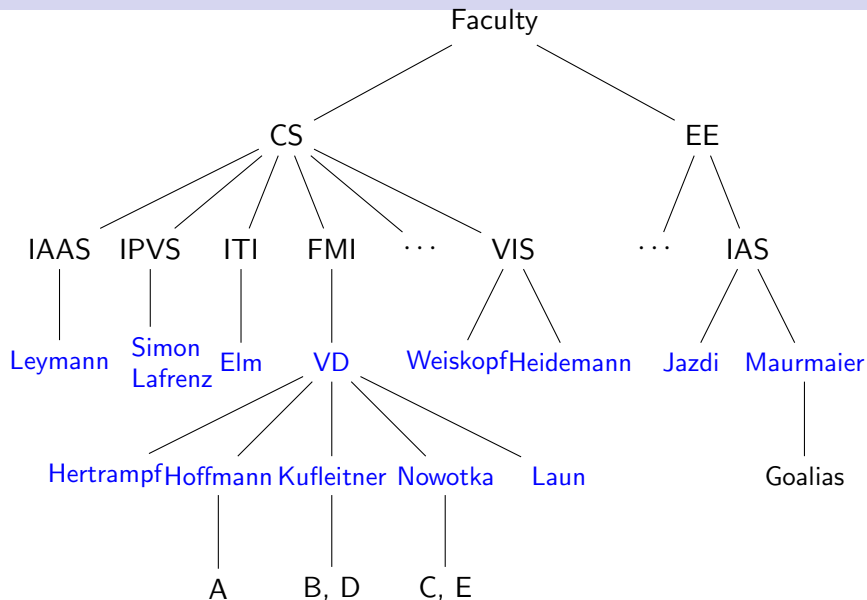 Faculty
CS EE
IAAS IPVS ITI FMI ··· VIS ··· IAS
Leymann Simon Lafrenz Elm VD Weiskopf Heidemann Jazdi Maurmaier
Hertrampf Hoffmann Kufleitner Nowotka Laun Goalias
A B, D C, E